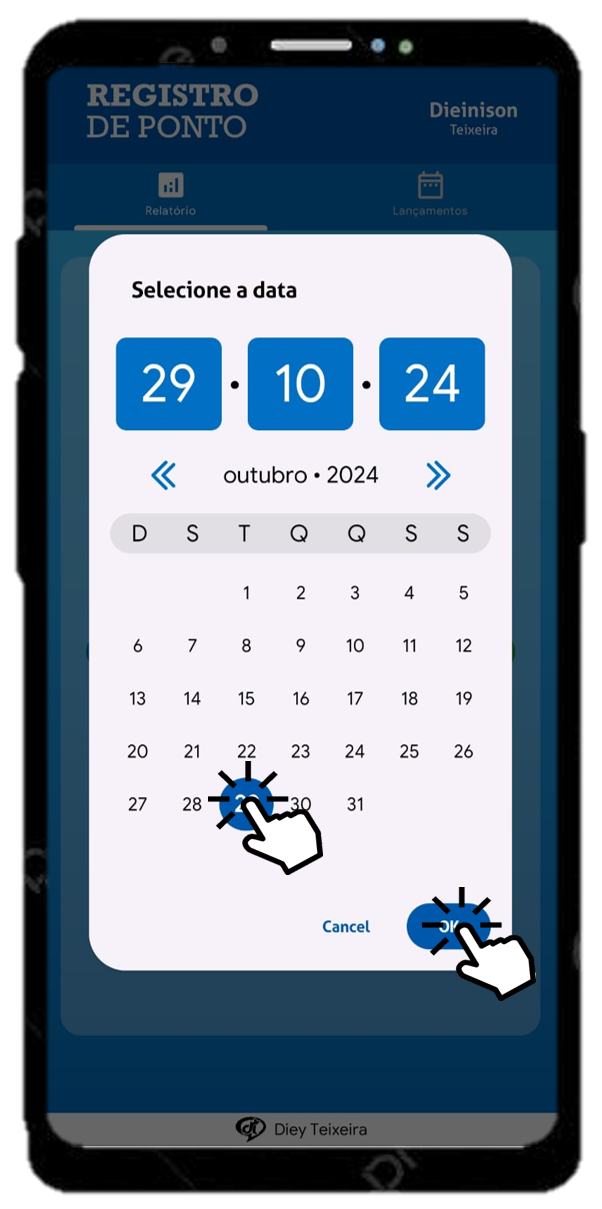 REGISTRO
DE PONTO
Dieinison
Teixeira
Relatório
Lançamentos
Selecione a data
29 • 10 • 24
outubro • 2024
D S T Q Q S S
1 2 3 4 5
6 7 8 9 10 11 12
13 14 15 16 17 18 19
20 21 22 23 24 25 26
27 28 29 30 31
Cancel OK
Diey Teixeira